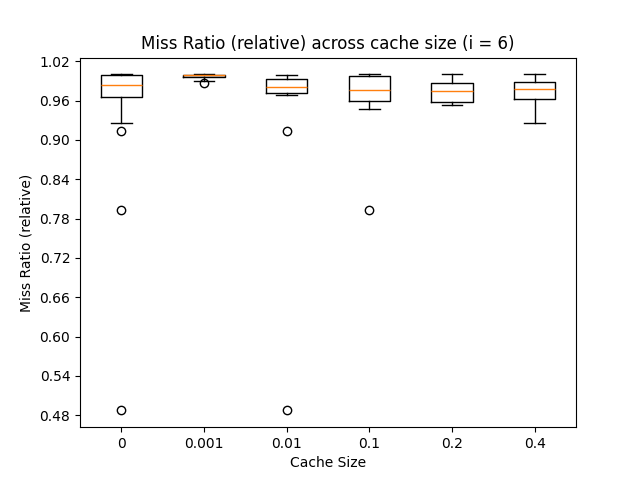 Miss Ratio (relative) across cache size (i = 6)
1.02
0.96
0.90
0.84
0.78
0.72
0.66
0.60
0.54
0.48
Miss Ratio (relative)
0 0.001 0.01 0.1 0.2 0.4
Cache Size